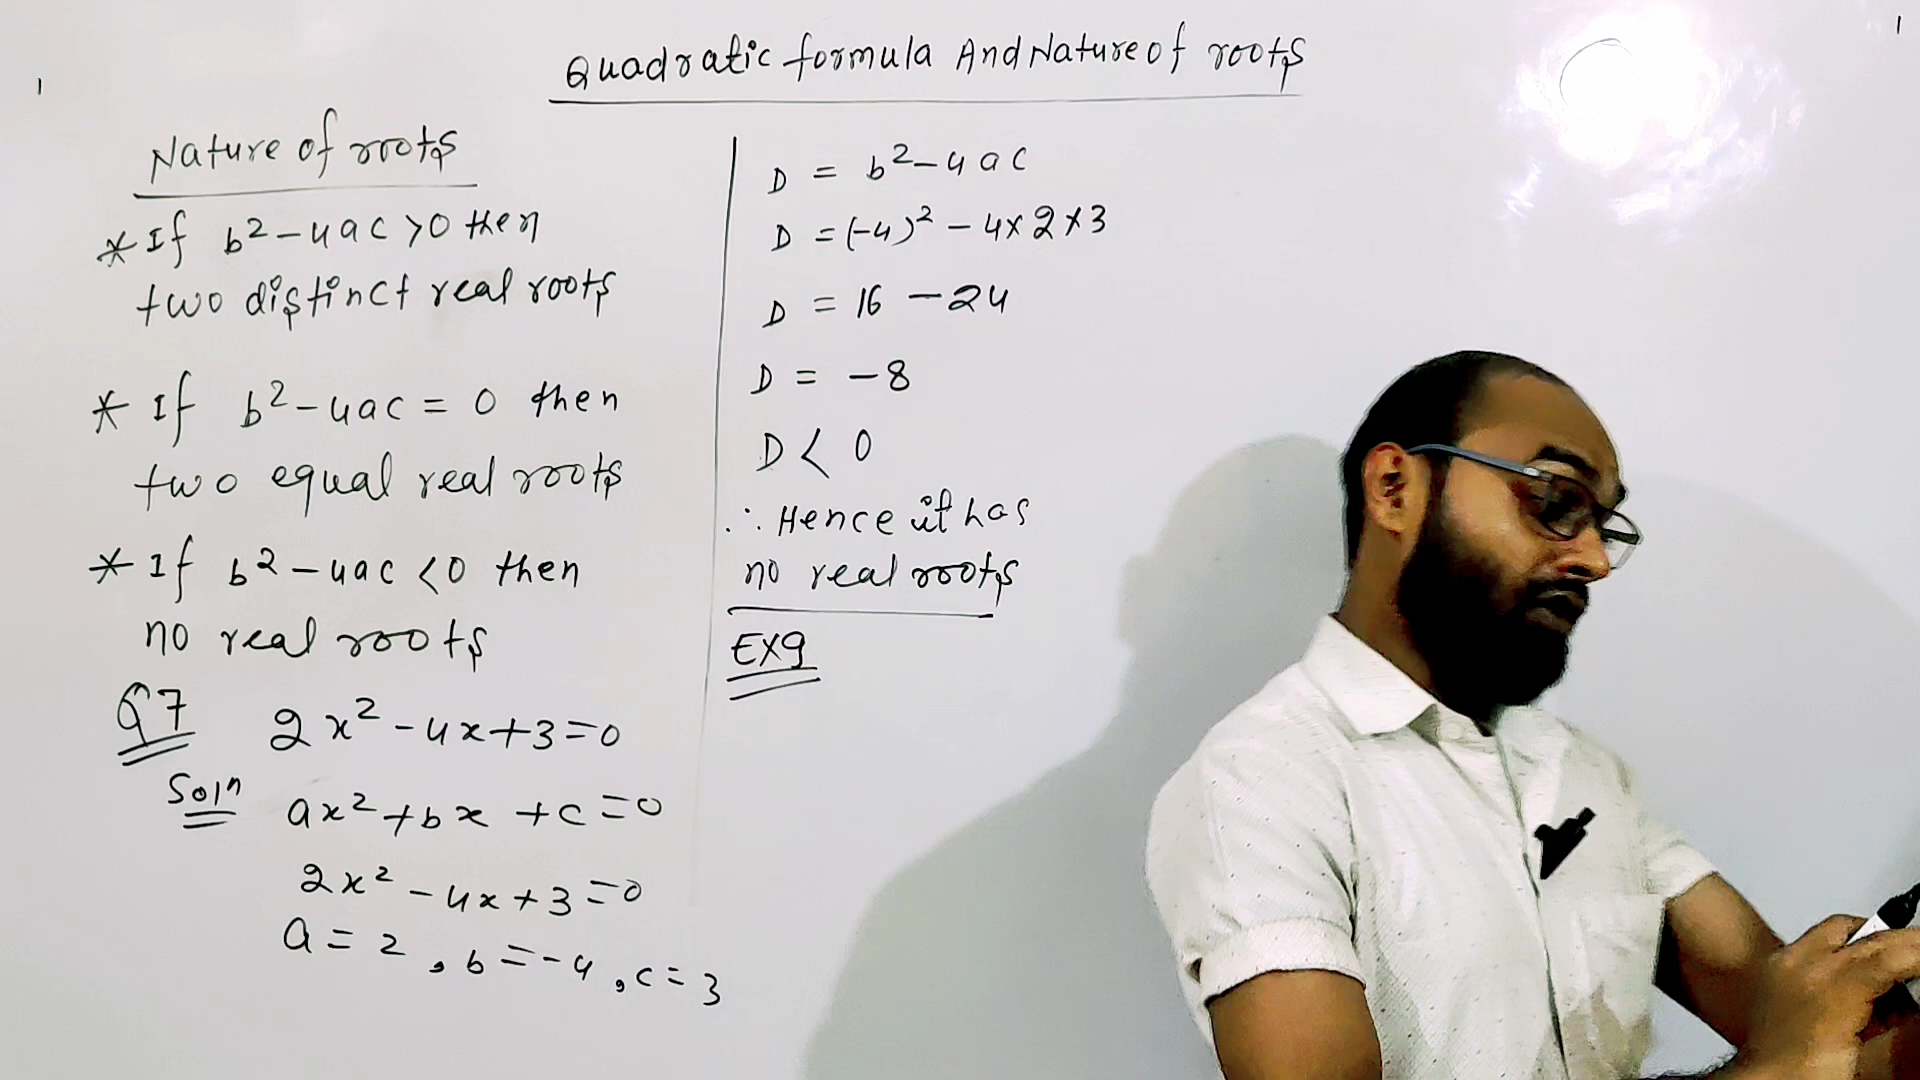 Quadratic formula And Nature of roots
Nature of roots
* If b² - 4ac > 0 then
two distinct real roots
* If b² - 4ac = 0 then
two equal real roots
* If b² - 4ac < 0 then
no real roots
Q7 2x² - 4x + 3 = 0
Soln ax² + bx + c = 0
2x² - 4x + 3 = 0
a = 2, b = -4, c = 3
D = b² - 4ac
D = (-4)² - 4 × 2 × 3
D = 16 - 24
D = -8
D < 0
∴ Hence it has
no real roots
EX9